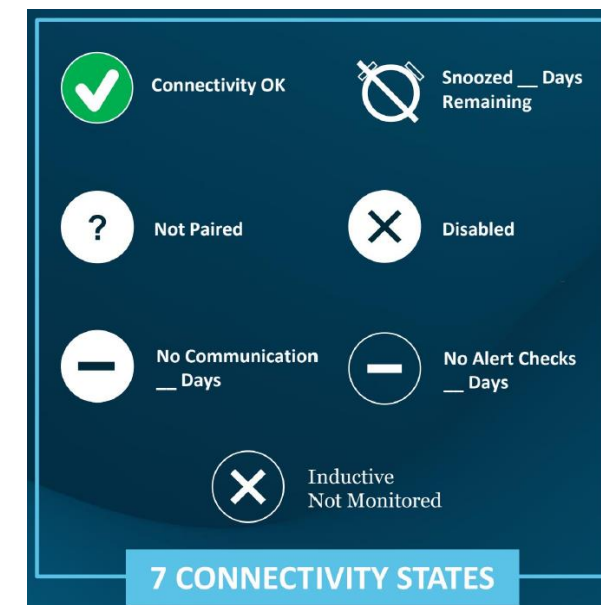 Connectivity OK
Snoozed __ Days
Remaining
?
Not Paired
Disabled
No Communication
__ Days
No Alert Checks
__ Days
Inductive
Not Monitored
7 CONNECTIVITY STATES